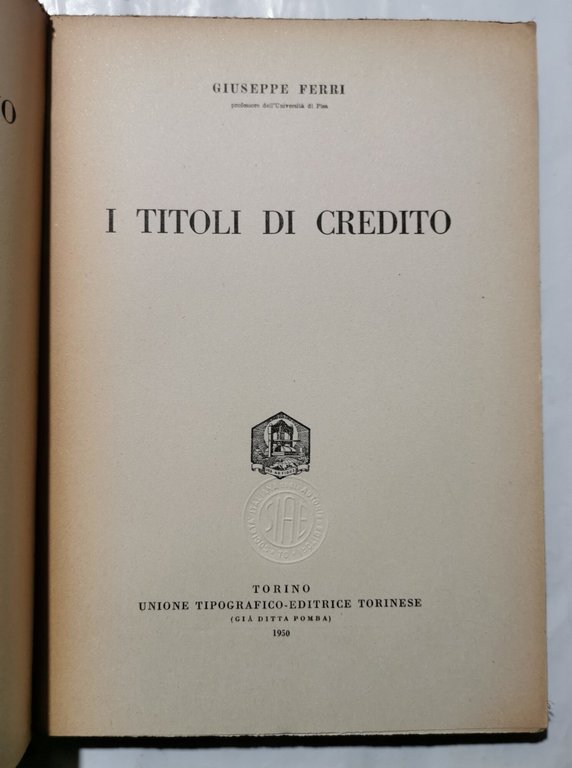 O
GIUSEPPE FERRI
professore dell'Università di Pisa
I TITOLI DI CREDITO
SIAE
TORINO
UNIONE TIPOGRAFICO-EDITRICE TORINESE
(GIÀ DITTA POMBA)
1950